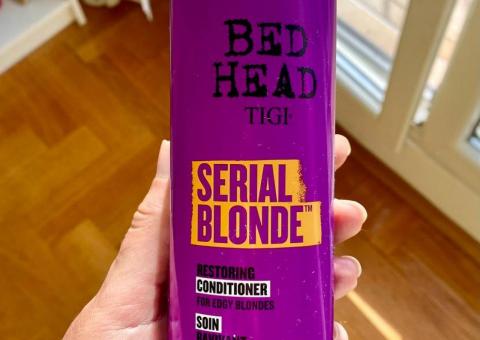 BED
HEAD
TIGI
SERIAL
BLONDE™
RESTORING
CONDITIONER
FOR EDGY BLONDES
SOIN